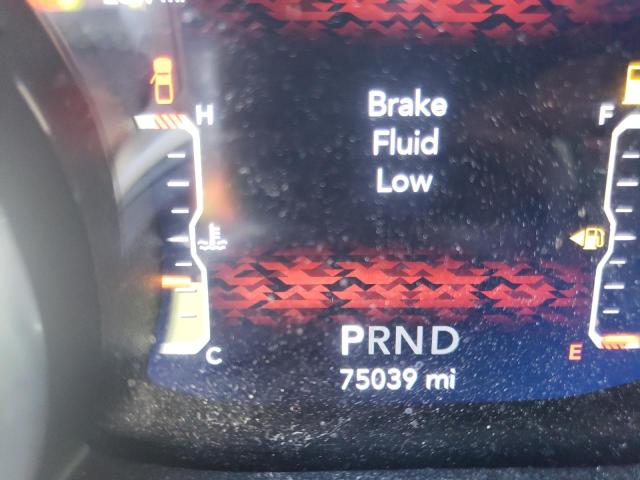 H
Brake
F
Fluid
Low
C
E
PRND
75039 mi